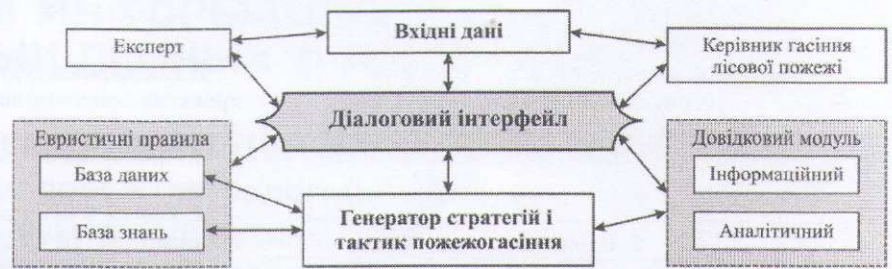 Експерт
Вхідні дані
Керівник гасіння
лісової пожежі
Діалоговий інтерфейл
Евристичні правила
База даних
База знань
Генератор стратегій і
тактик пожежогасіння
Довідковий модуль
Інформаційний
Аналітичний